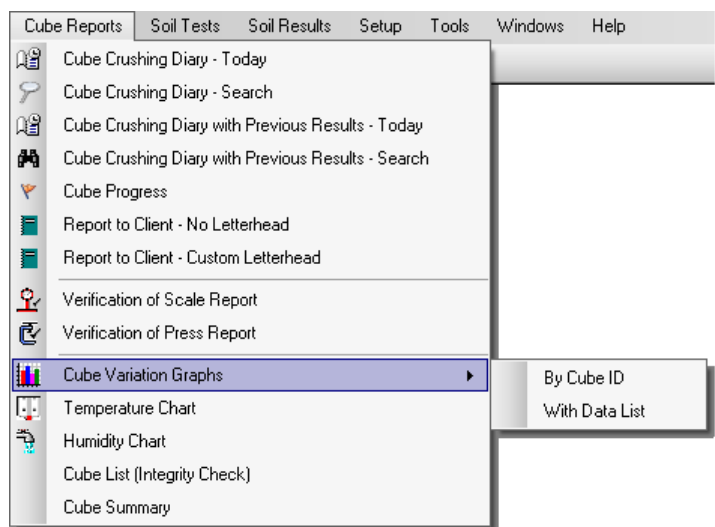 Cube Reports Soil Tests Soil Results Setup Tools Windows Help
Cube Crushing Diary - Today
Cube Crushing Diary - Search
Cube Crushing Diary with Previous Results - Today
Cube Crushing Diary with Previous Results - Search
Cube Progress
Report to Client - No Letterhead
Report to Client - Custom Letterhead
Verification of Scale Report
Verification of Press Report
Cube Variation Graphs
By Cube ID
With Data List
Temperature Chart
Humidity Chart
Cube List (Integrity Check)
Cube Summary